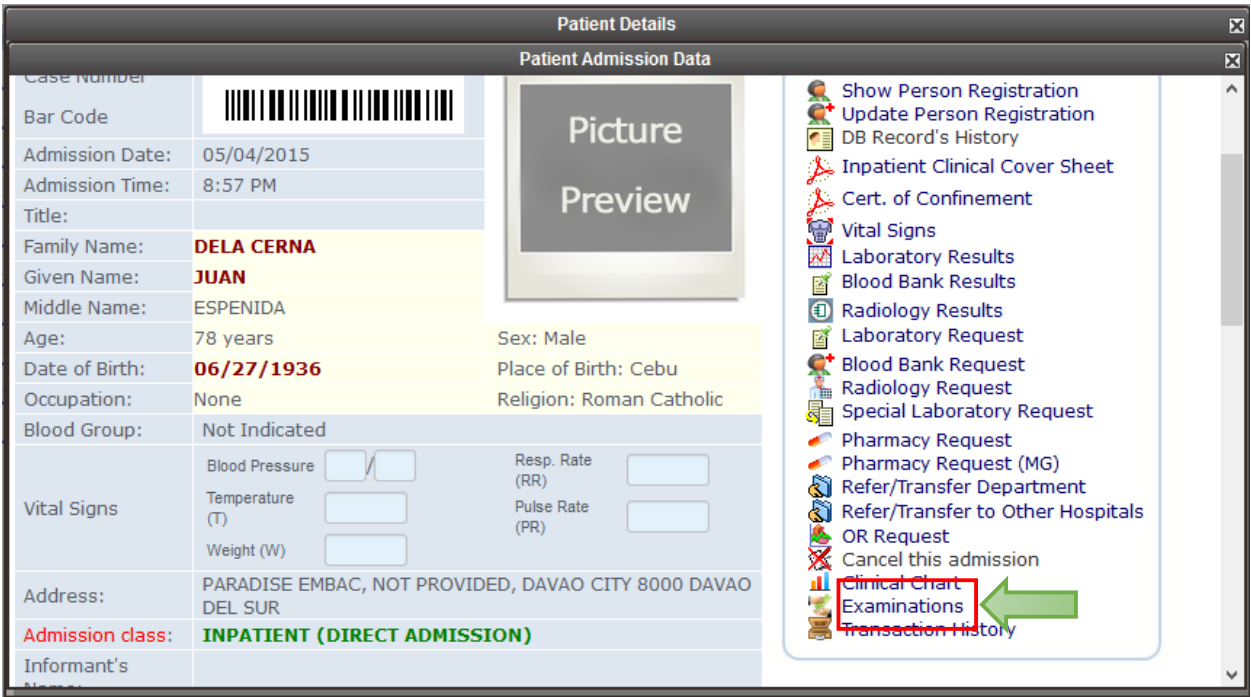 Patient Details
Patient Admission Data
Case Number
Bar Code
Admission Date: 05/04/2015
Admission Time: 8:57 PM
Title:
Family Name: DELA CERNA
Given Name: JUAN
Middle Name: ESPENIDA
Age: 78 years Sex: Male
Date of Birth: 06/27/1936 Place of Birth: Cebu
Occupation: None Religion: Roman Catholic
Blood Group: Not Indicated
Vital Signs
Blood Pressure /
Resp. Rate
(RR)
Temperature
(T)
Pulse Rate
(PR)
Weight (W)
Address: PARADISE EMBAC, NOT PROVIDED, DAVAO CITY 8000 DAVAO
DEL SUR
Admission class: INPATIENT (DIRECT ADMISSION)
Informant's
Name:
Picture
Preview
Show Person Registration
Update Person Registration
DB Record's History
Inpatient Clinical Cover Sheet
Cert. of Confinement
Vital Signs
Laboratory Results
Blood Bank Results
Radiology Results
Laboratory Request
Blood Bank Request
Radiology Request
Special Laboratory Request
Pharmacy Request
Pharmacy Request (MG)
Refer/Transfer Department
Refer/Transfer to Other Hospitals
OR Request
Cancel this admission
Clinical Chart
Examinations
Transaction History